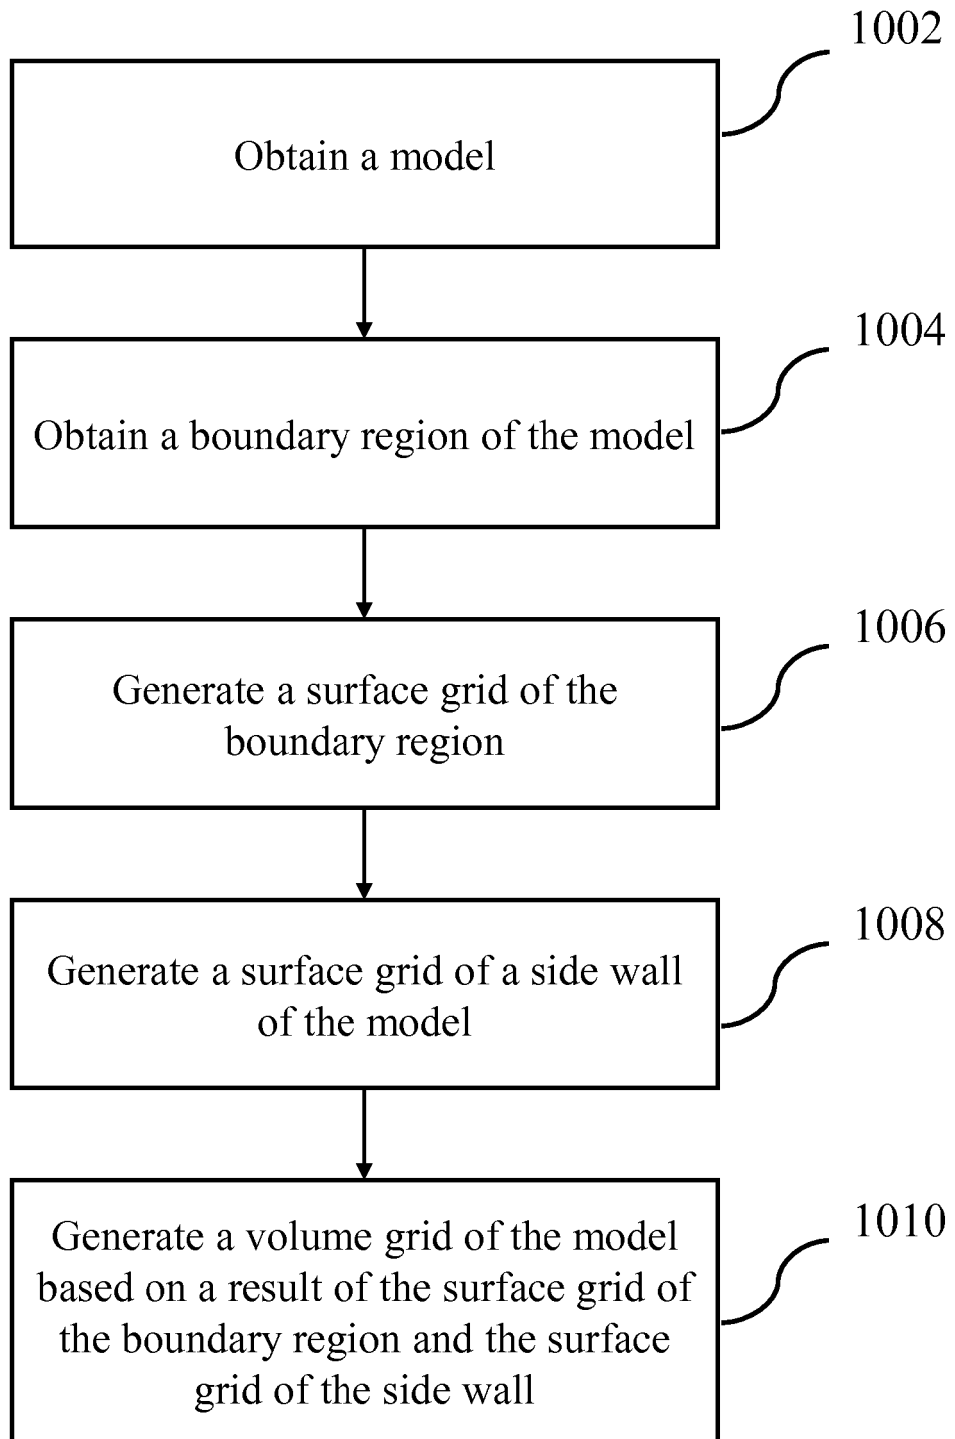 1002
Obtain a model
1004
Obtain a boundary region of the model
1006
Generate a surface grid of the
boundary region
1008
Generate a surface grid of a side wall
of the model
1010
Generate a volume grid of the model
based on a result of the surface grid of
the boundary region and the surface
grid of the side wall